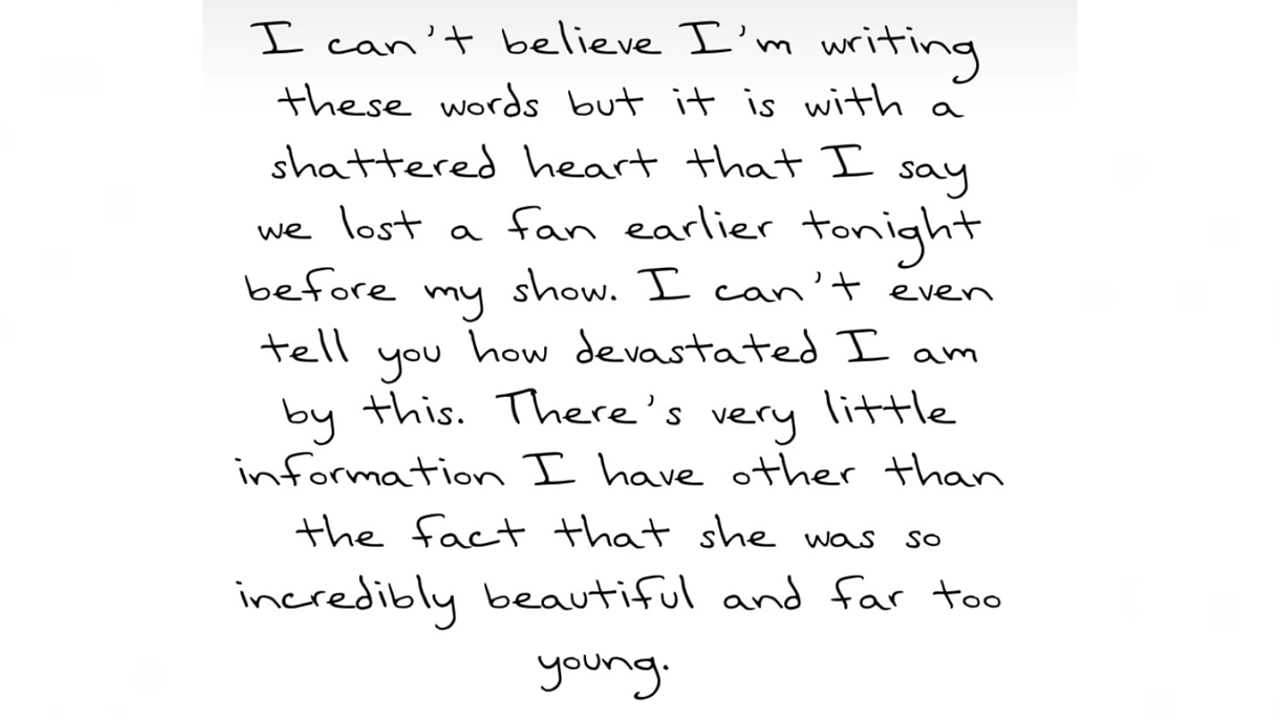 I can't believe I'm writing
these words but it is with a
shattered heart that I say
we lost a fan earlier tonight
before my show. I can't even
tell you how devastated I am
by this. There's very little
information I have other than
the fact that she was so
incredibly beautiful and far too
young.